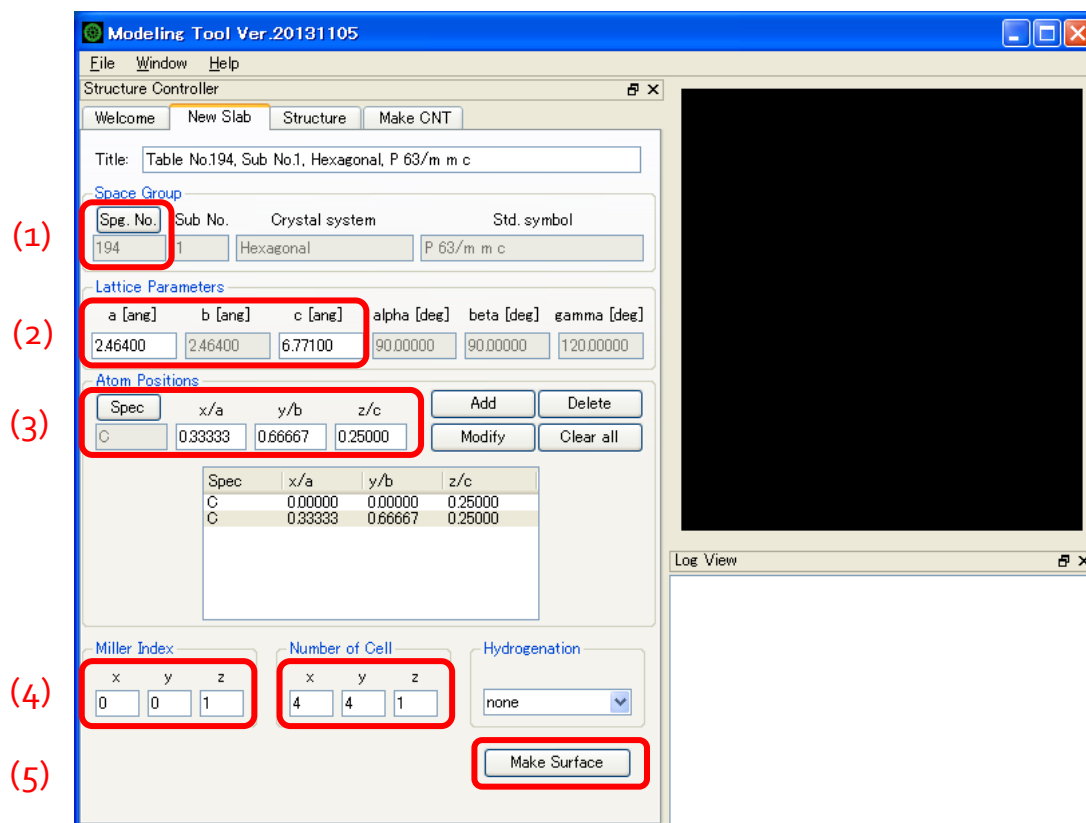 Modeling Tool Ver.20131105
File Window Help
Structure Controller
Welcome New Slab Structure Make CNT
Title: Table No.194, Sub No.1, Hexagonal, P 63/m m c
Space Group
(1)
Spg. No. Sub No. Crystal system Std. symbol
194 1 Hexagonal P 63/m m c
Lattice Parameters
(2)
a [ang] b [ang] c [ang] alpha [deg] beta [deg] gamma [deg]
2.46400 2.46400 6.77100 90.00000 90.00000 120.00000
Atom Positions
(3)
Spec x/a y/b z/c Add Delete
C 0.33333 0.66667 0.25000 Modify Clear all
Spec x/a y/b z/c
C 0.00000 0.00000 0.25000
C 0.33333 0.66667 0.25000
Log View
Miller Index Number of Cell Hydrogenation
(4)
x y z x y z
0 0 1 4 4 1 none
(5)
Make Surface